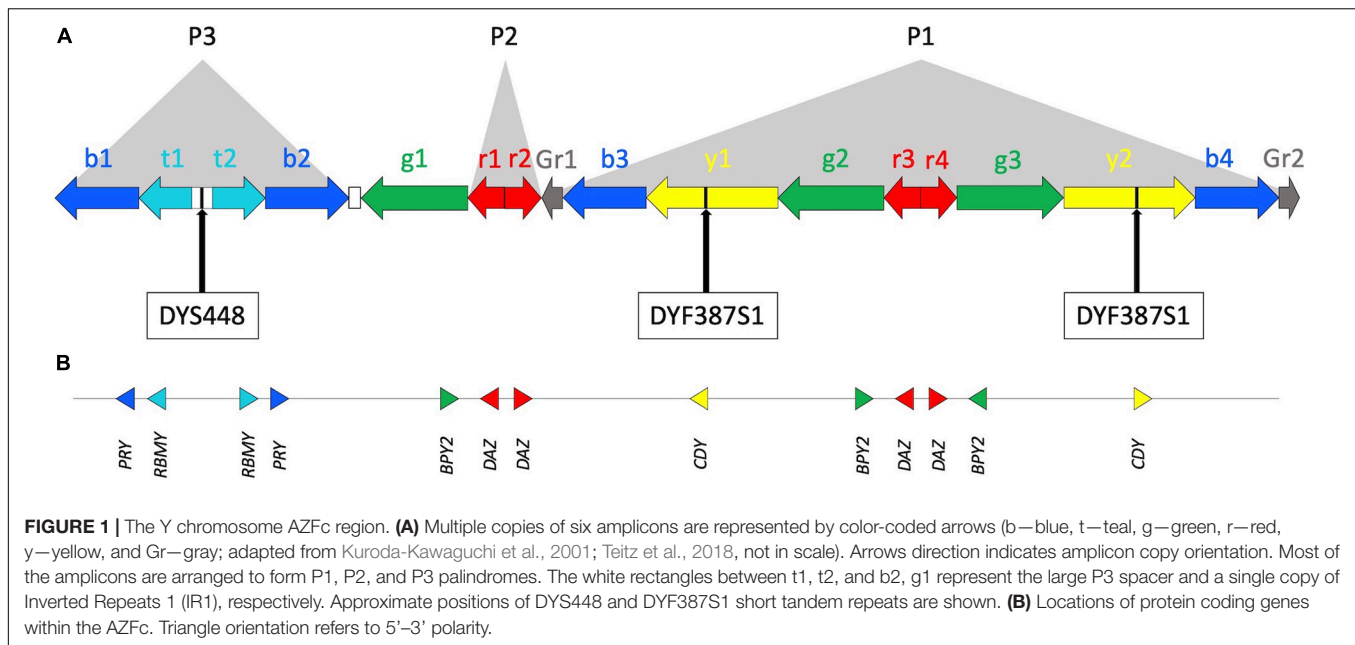 A
P3 P2 P1
b1 t1 t2 b2 g1 r1 r2 Gr1 b3 y1 g2 r3 r4 g3 y2 b4 Gr2
DYS448 DYF387S1 DYF387S1
B
PRY RBMY RBMY PRY BPY2 DAZ DAZ CDY BPY2 DAZ DAZ BPY2 CDY
FIGURE 1 | The Y chromosome AZFc region. (A) Multiple copies of six amplicons are represented by color-coded arrows (b—blue, t—teal, g—green, r—red,
y—yellow, and Gr—gray; adapted from Kuroda-Kawaguchi et al., 2001; Teitz et al., 2018, not in scale). Arrows direction indicates amplicon copy orientation. Most of
the amplicons are arranged to form P1, P2, and P3 palindromes. The white rectangles between t1, t2, and b2, g1 represent the large P3 spacer and a single copy of
Inverted Repeats 1 (IR1), respectively. Approximate positions of DYS448 and DYF387S1 short tandem repeats are shown. (B) Locations of protein coding genes
within the AZFc. Triangle orientation refers to 5'–3' polarity.